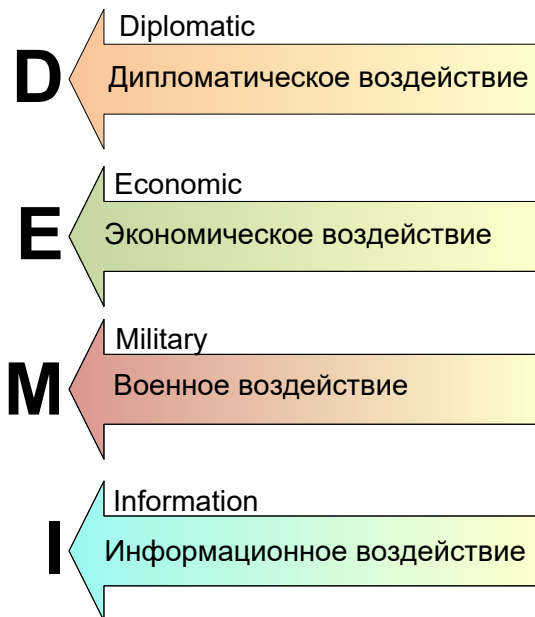 Diplomatic
D
Дипломатическое воздействие
Economic
E
Экономическое воздействие
Military
M
Военное воздействие
Information
I
Информационное воздействие